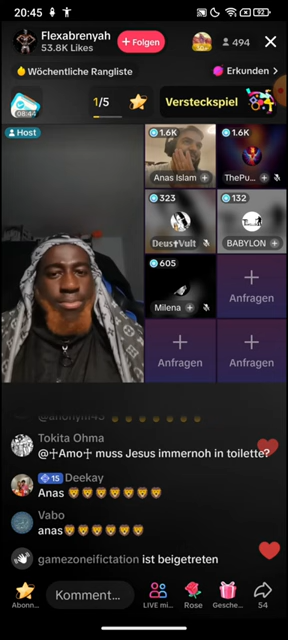 20:45
92
Flexabrenyah
53.8K Likes
+ Folgen
494
Wöchentliche Rangliste
Erkunden >
08:44
1/5
Versteckspiel
Host
1.6K
Anas Islam
1.6K
ThePu...
323
Deus†Vult
132
BABYLON
605
Milena
Anfragen
Anfragen
Anfragen
Tokita Ohma
@☩Amo☩ muss Jesus immernoh in toilette?
15 Deekay
Anas 🦁🦁🦁🦁🦁🦁🦁
Vabo
anas🦁🦁🦁🦁🦁🦁
gamezoneifictation ist beigetreten
Abonn...
Komment...
LIVE mi...
Rose
Gesche...
54